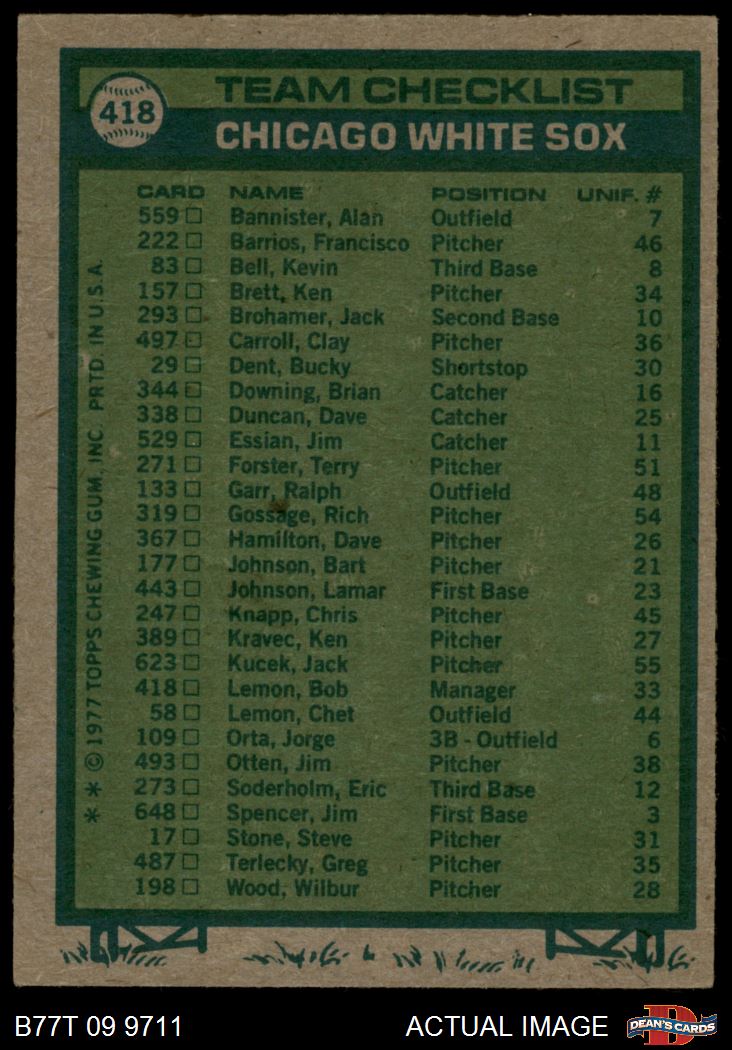 418
TEAM CHECKLIST
CHICAGO WHITE SOX
CARD NAME POSITION UNIF. #
559 Bannister, Alan Outfield 7
222 Barrios, Francisco Pitcher 46
83 Bell, Kevin Third Base 8
157 Brett, Ken Pitcher 34
293 Brohamer, Jack Second Base 10
497 Carroll, Clay Pitcher 36
29 Dent, Bucky Shortstop 30
344 Downing, Brian Catcher 16
338 Duncan, Dave Catcher 25
529 Essian, Jim Catcher 11
271 Forster, Terry Pitcher 51
133 Garr, Ralph Outfield 48
319 Gossage, Rich Pitcher 54
367 Hamilton, Dave Pitcher 26
177 Johnson, Bart Pitcher 21
443 Johnson, Lamar First Base 23
247 Knapp, Chris Pitcher 45
389 Kravec, Ken Pitcher 27
623 Kucek, Jack Pitcher 55
418 Lemon, Bob Manager 33
58 Lemon, Chet Outfield 44
109 Orta, Jorge 3B - Outfield 6
493 Otten, Jim Pitcher 38
273 Soderholm, Eric Third Base 12
648 Spencer, Jim First Base 3
17 Stone, Steve Pitcher 31
487 Terlecky, Greg Pitcher 35
198 Wood, Wilbur Pitcher 28
* * © 1977 TOPPS CHEWING GUM, INC. PRTD. IN U.S.A.
B77T 09 9711 ACTUAL IMAGE
D
DEAN'S CARDS